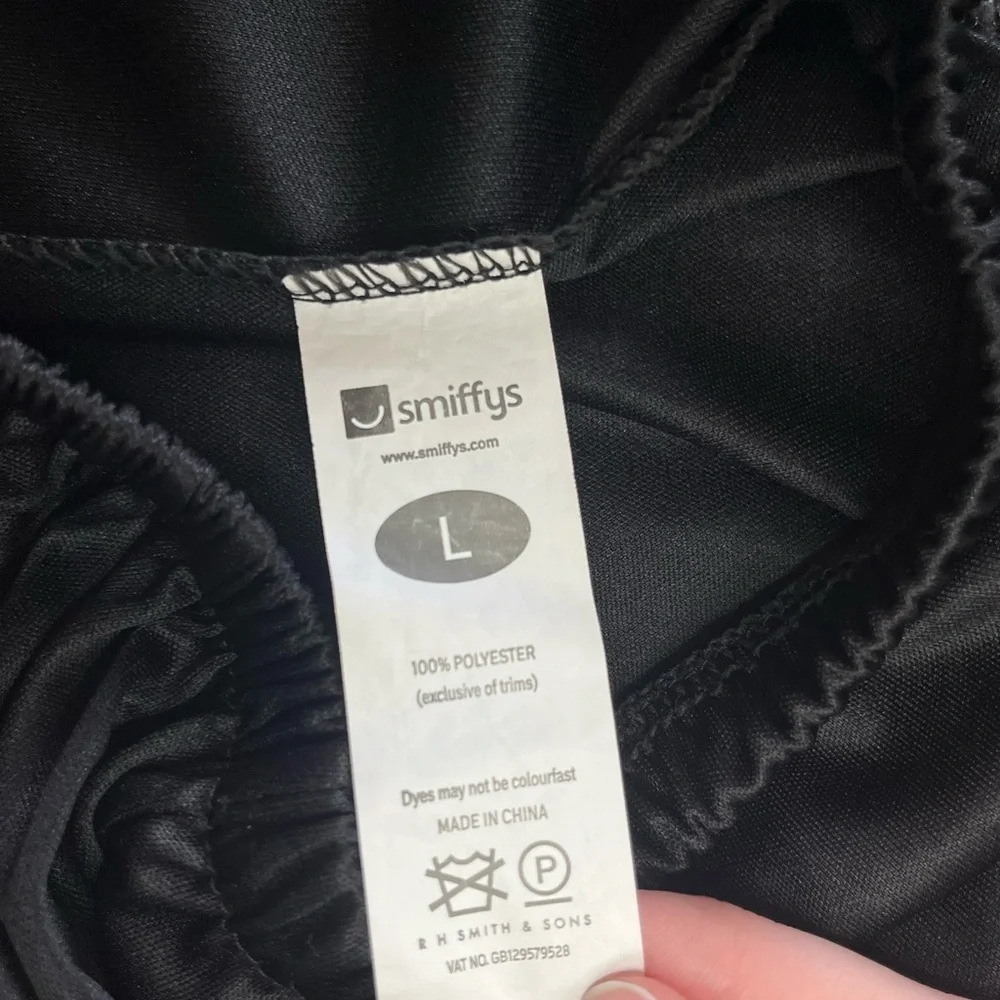 smiffys
www.smiffys.com
L
100% POLYESTER
(exclusive of trims)
Dyes may not be colourfast
MADE IN CHINA
P
R H SMITH & SONS
VAT NO. GB129579528